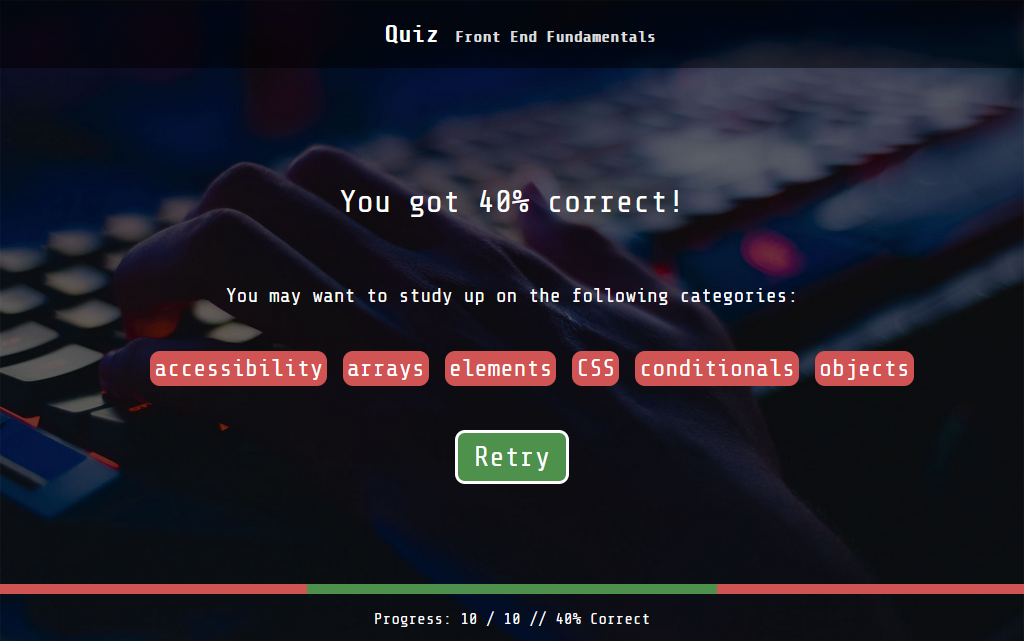 Quiz Front End Fundamentals
You got 40% correct!
You may want to study up on the following categories:
accessibility arrays elements CSS conditionals objects
Retry
Progress: 10 / 10 // 40% Correct